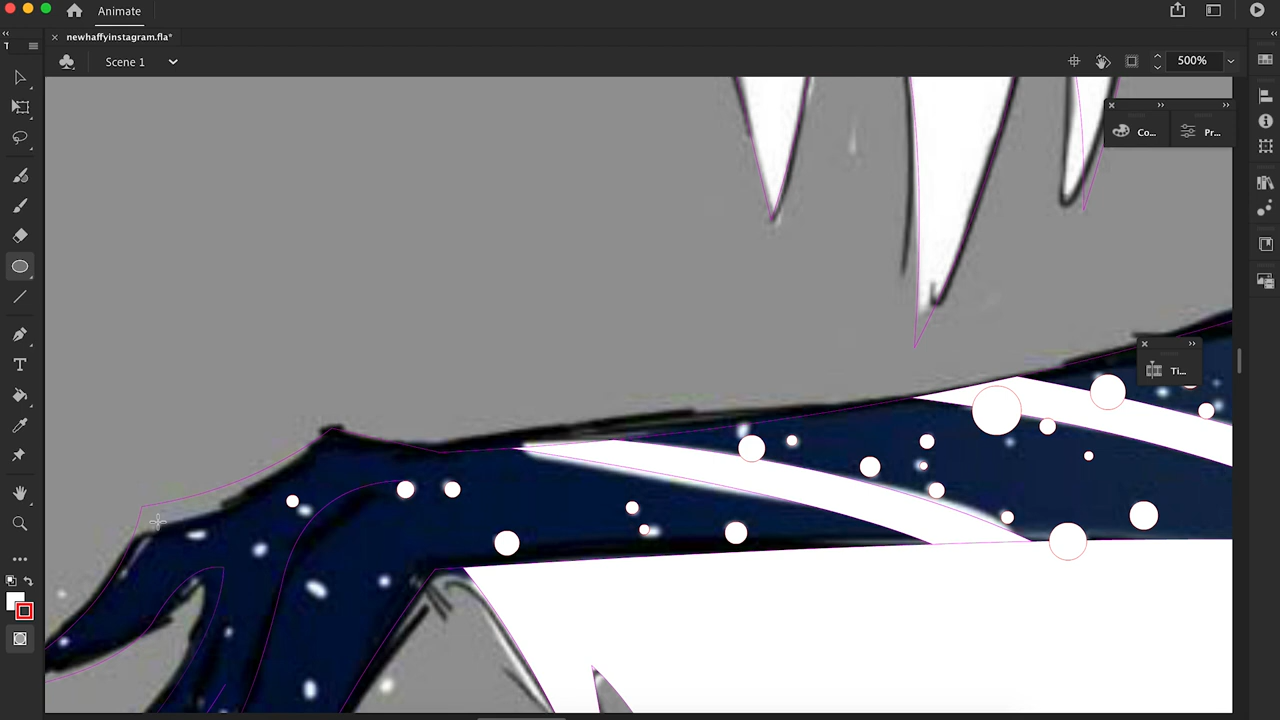 Animate
newhaffyinstagram.fla*
T
Scene 1
500%
Co...
Pr...
Ti...